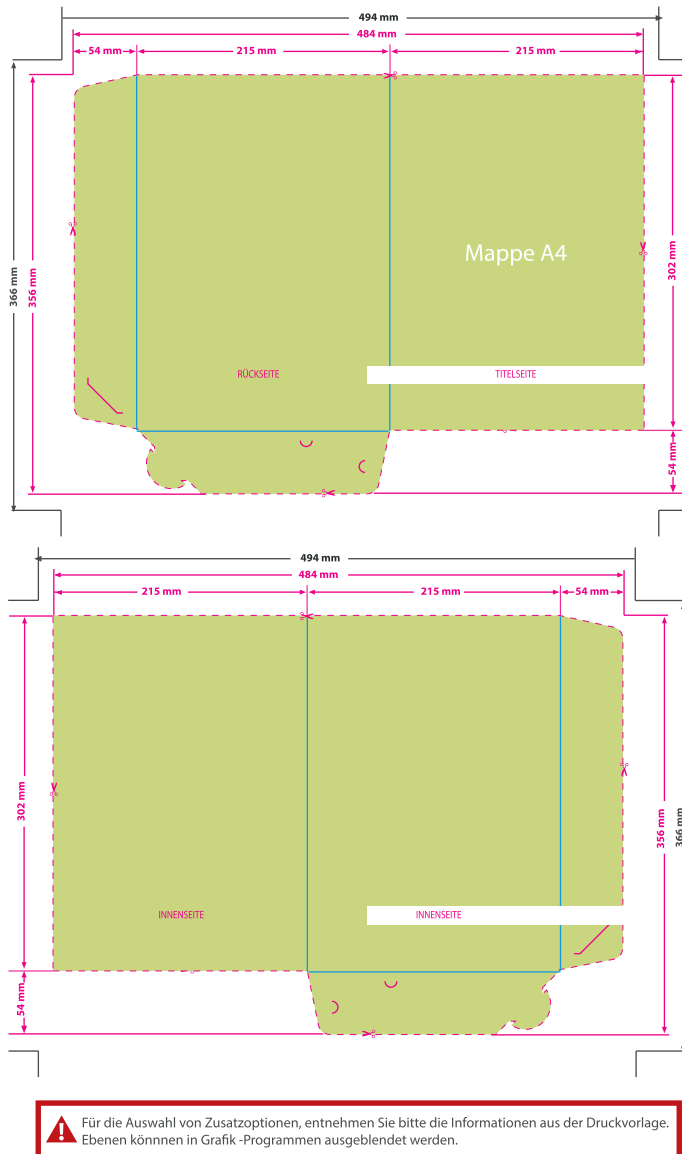 494 mm
484 mm
54 mm 215 mm 215 mm
366 mm
356 mm
302 mm
Mappe A4
RÜCKSEITE TITELSEITE
54 mm
494 mm
484 mm
215 mm 215 mm 54 mm
302 mm
356 mm
366 mm
INNENSEITE INNENSEITE
54 mm
Für die Auswahl von Zusatzoptionen, entnehmen Sie bitte die Informationen aus der Druckvorlage.
Ebenen könnnen in Grafik -Programmen ausgeblendet werden.